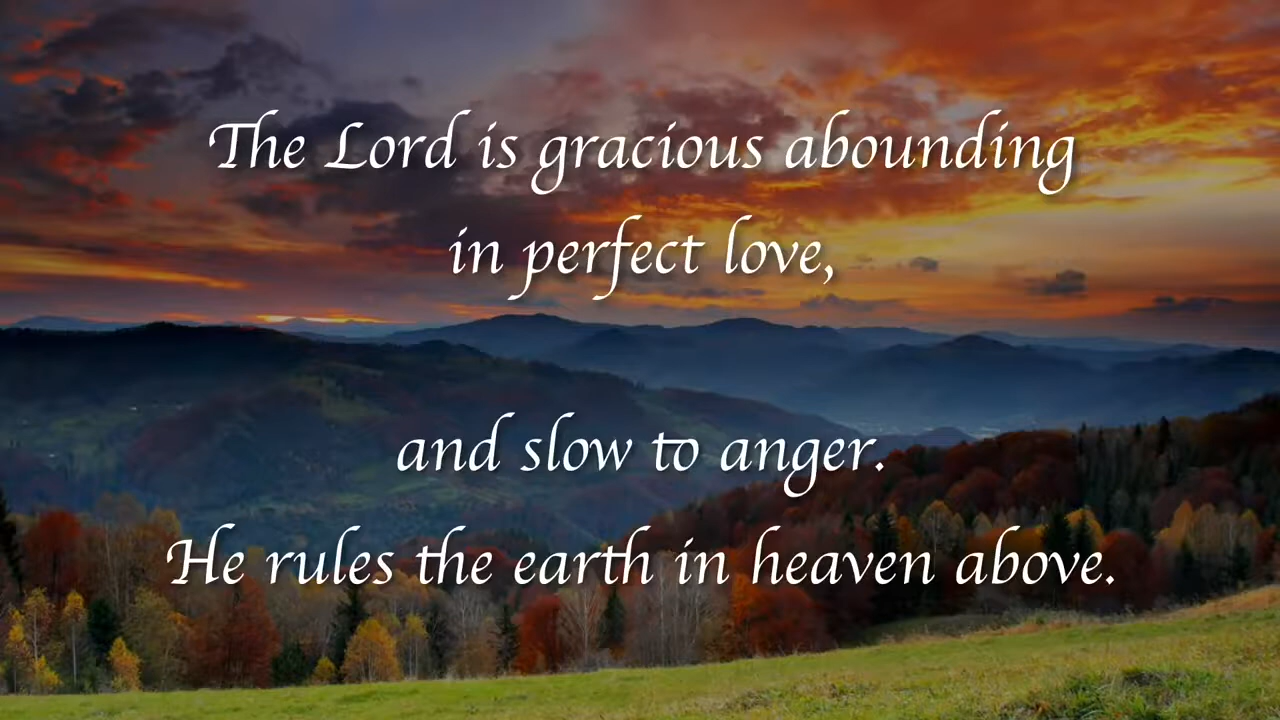 The Lord is gracious abounding
in perfect love,
and slow to anger.
He rules the earth in heaven above.